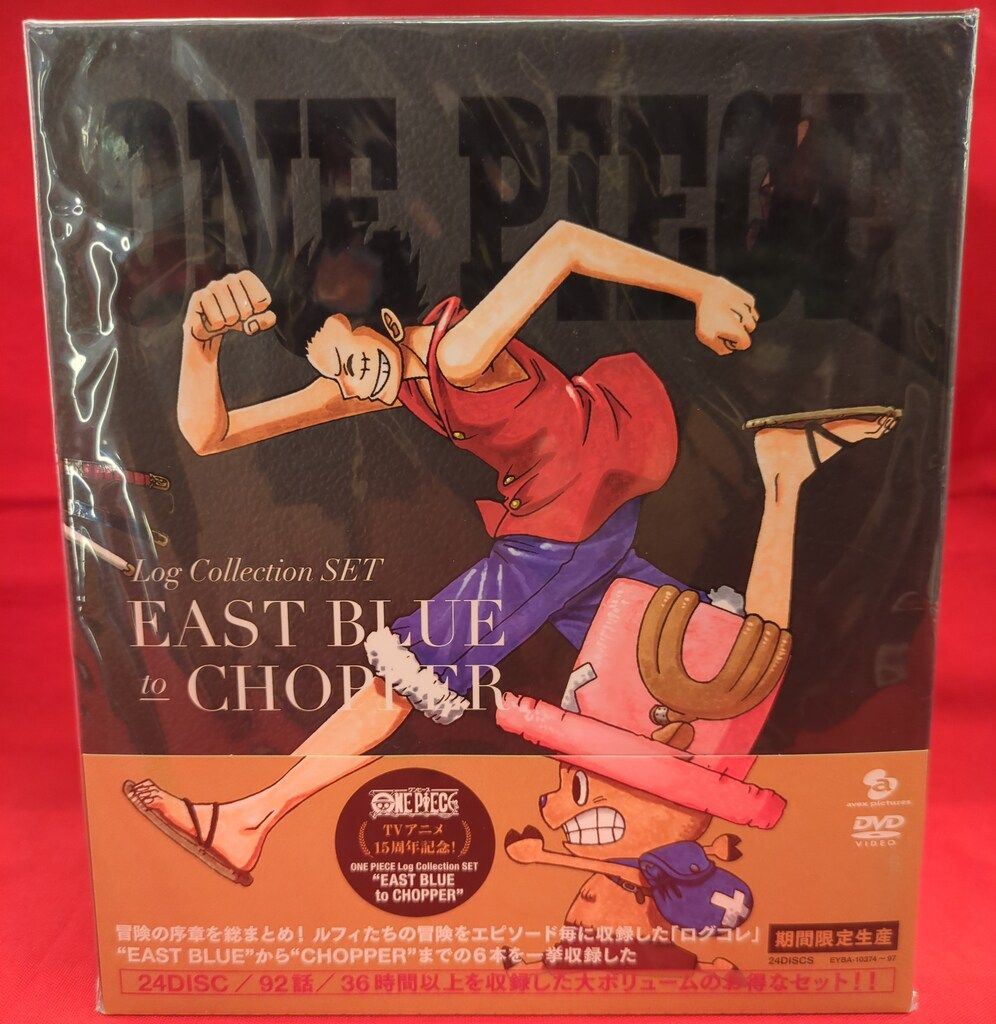 ONE PIECE
Log Collection SET
EAST BLUE
to CHOPPER
ワンピース
ONE PIECE
TVアニメ
15周年記念!
ONE PIECE Log Collection SET
“EAST BLUE
to CHOPPER”
a
avex pictures
DVD
VIDEO
冒険の序章を総まとめ! ルフィたちの冒険をエピソード毎に収録した「ログコレ」
“EAST BLUE”から“CHOPPER”までの6本を一挙収録した
期間限定生産
24DISCS EYBA-10374~97
24DISC/92話/36時間以上を収録した大ボリュームのお得なセット!!